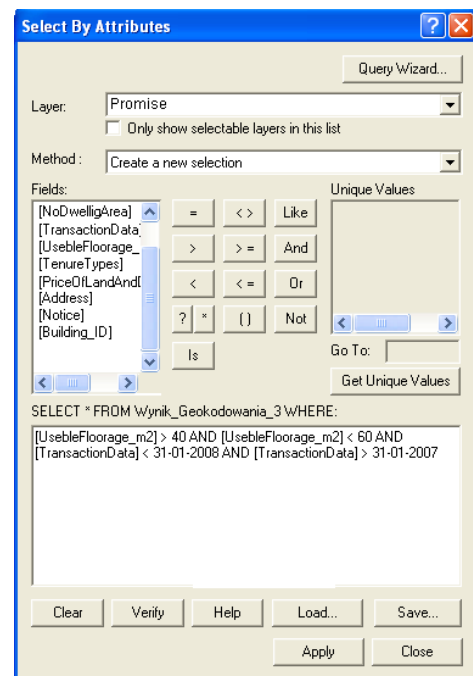 Select By Attributes
Query Wizard...
Layer: Promise
Only show selectable layers in this list
Method : Create a new selection
Fields: Unique Values
[NoDwelligArea] = < > Like
[TransactionData]
[UsebleFloorage_ > > = And
[TenureTypes]
[PriceOfLandAndD < < = Or
[Address]
[Notice] ? * ( ) Not
[Building_ID]
Is Go To:
Get Unique Values
SELECT * FROM Wynik_Geokodowania_3 WHERE:
[UsebleFloorage_m2] > 40 AND [UsebleFloorage_m2] < 60 AND
[TransactionData] < 31-01-2008 AND [TransactionData] > 31-01-2007
Clear Verify Help Load... Save...
Apply Close